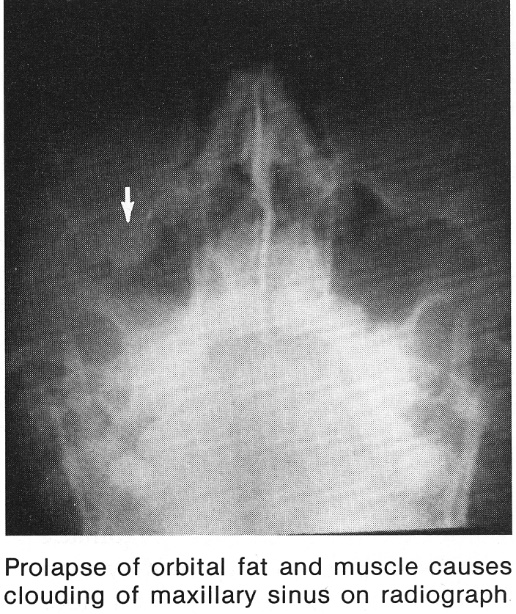 Prolapse of orbital fat and muscle causes
clouding of maxillary sinus on radiograph